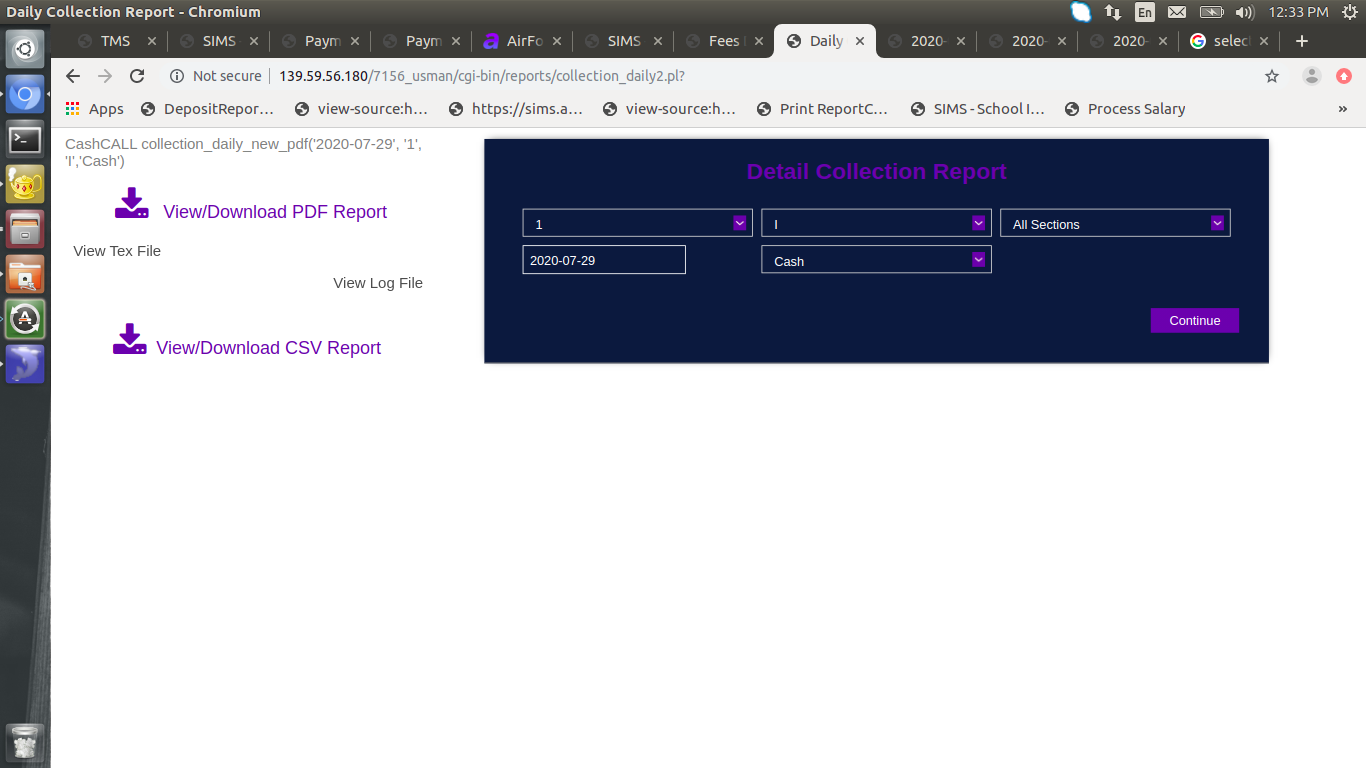 Daily Collection Report - Chromium
En
12:33 PM
TMS
SIMS
Paym
Paym
AirFo
SIMS
Fees
Daily
2020-
2020-
2020-
selec
Not secure
139.59.56.180/7156_usman/cgi-bin/reports/collection_daily2.pl?
Apps
DepositRepor...
view-source:h...
https://sims.a...
view-source:h...
Print ReportC...
SIMS - School I...
Process Salary
»
CashCALL collection_daily_new_pdf('2020-07-29', '1',
'I','Cash')
View/Download PDF Report
View Tex File
View Log File
View/Download CSV Report
Detail Collection Report
1
I
All Sections
2020-07-29
Cash
Continue